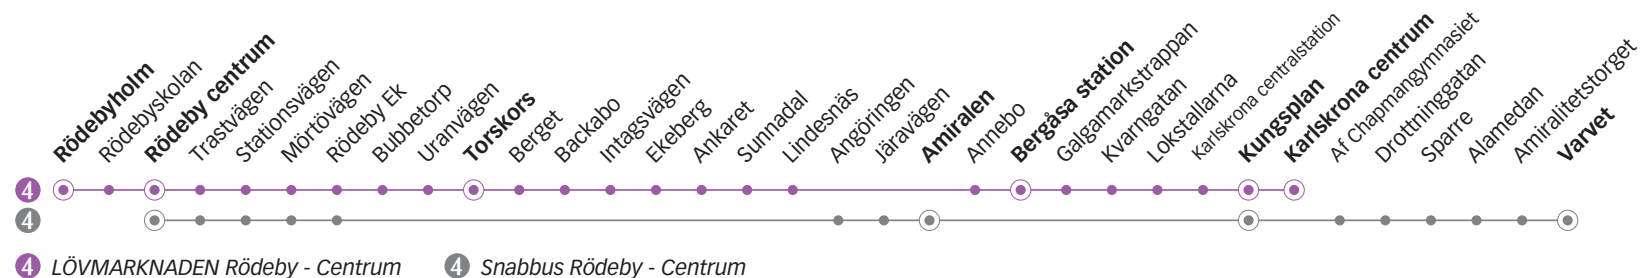 Rödebyholm
Rödebyskolan
Rödeby centrum
Trastvägen
Stationsvägen
Mörtövägen
Rödeby Ek
Bubbetorp
Uranvägen
Torskors
Berget
Backabo
Intagsvägen
Ekeberg
Ankaret
Sunnadal
Lindesnäs
Angöringen
Järavägen
Amiralen
Annebo
Bergåsa station
Galgamarkstrappan
Kvarngatan
Lokstallarna
Karlskrona centralstation
Kungsplan
Karlskrona centrum
Af Chapmangymnasiet
Drottninggatan
Sparre
Alamedan
Amiralitetstorget
Varvet
4
4
4 LÖVMARKNADEN Rödeby - Centrum 4 Snabbus Rödeby - Centrum